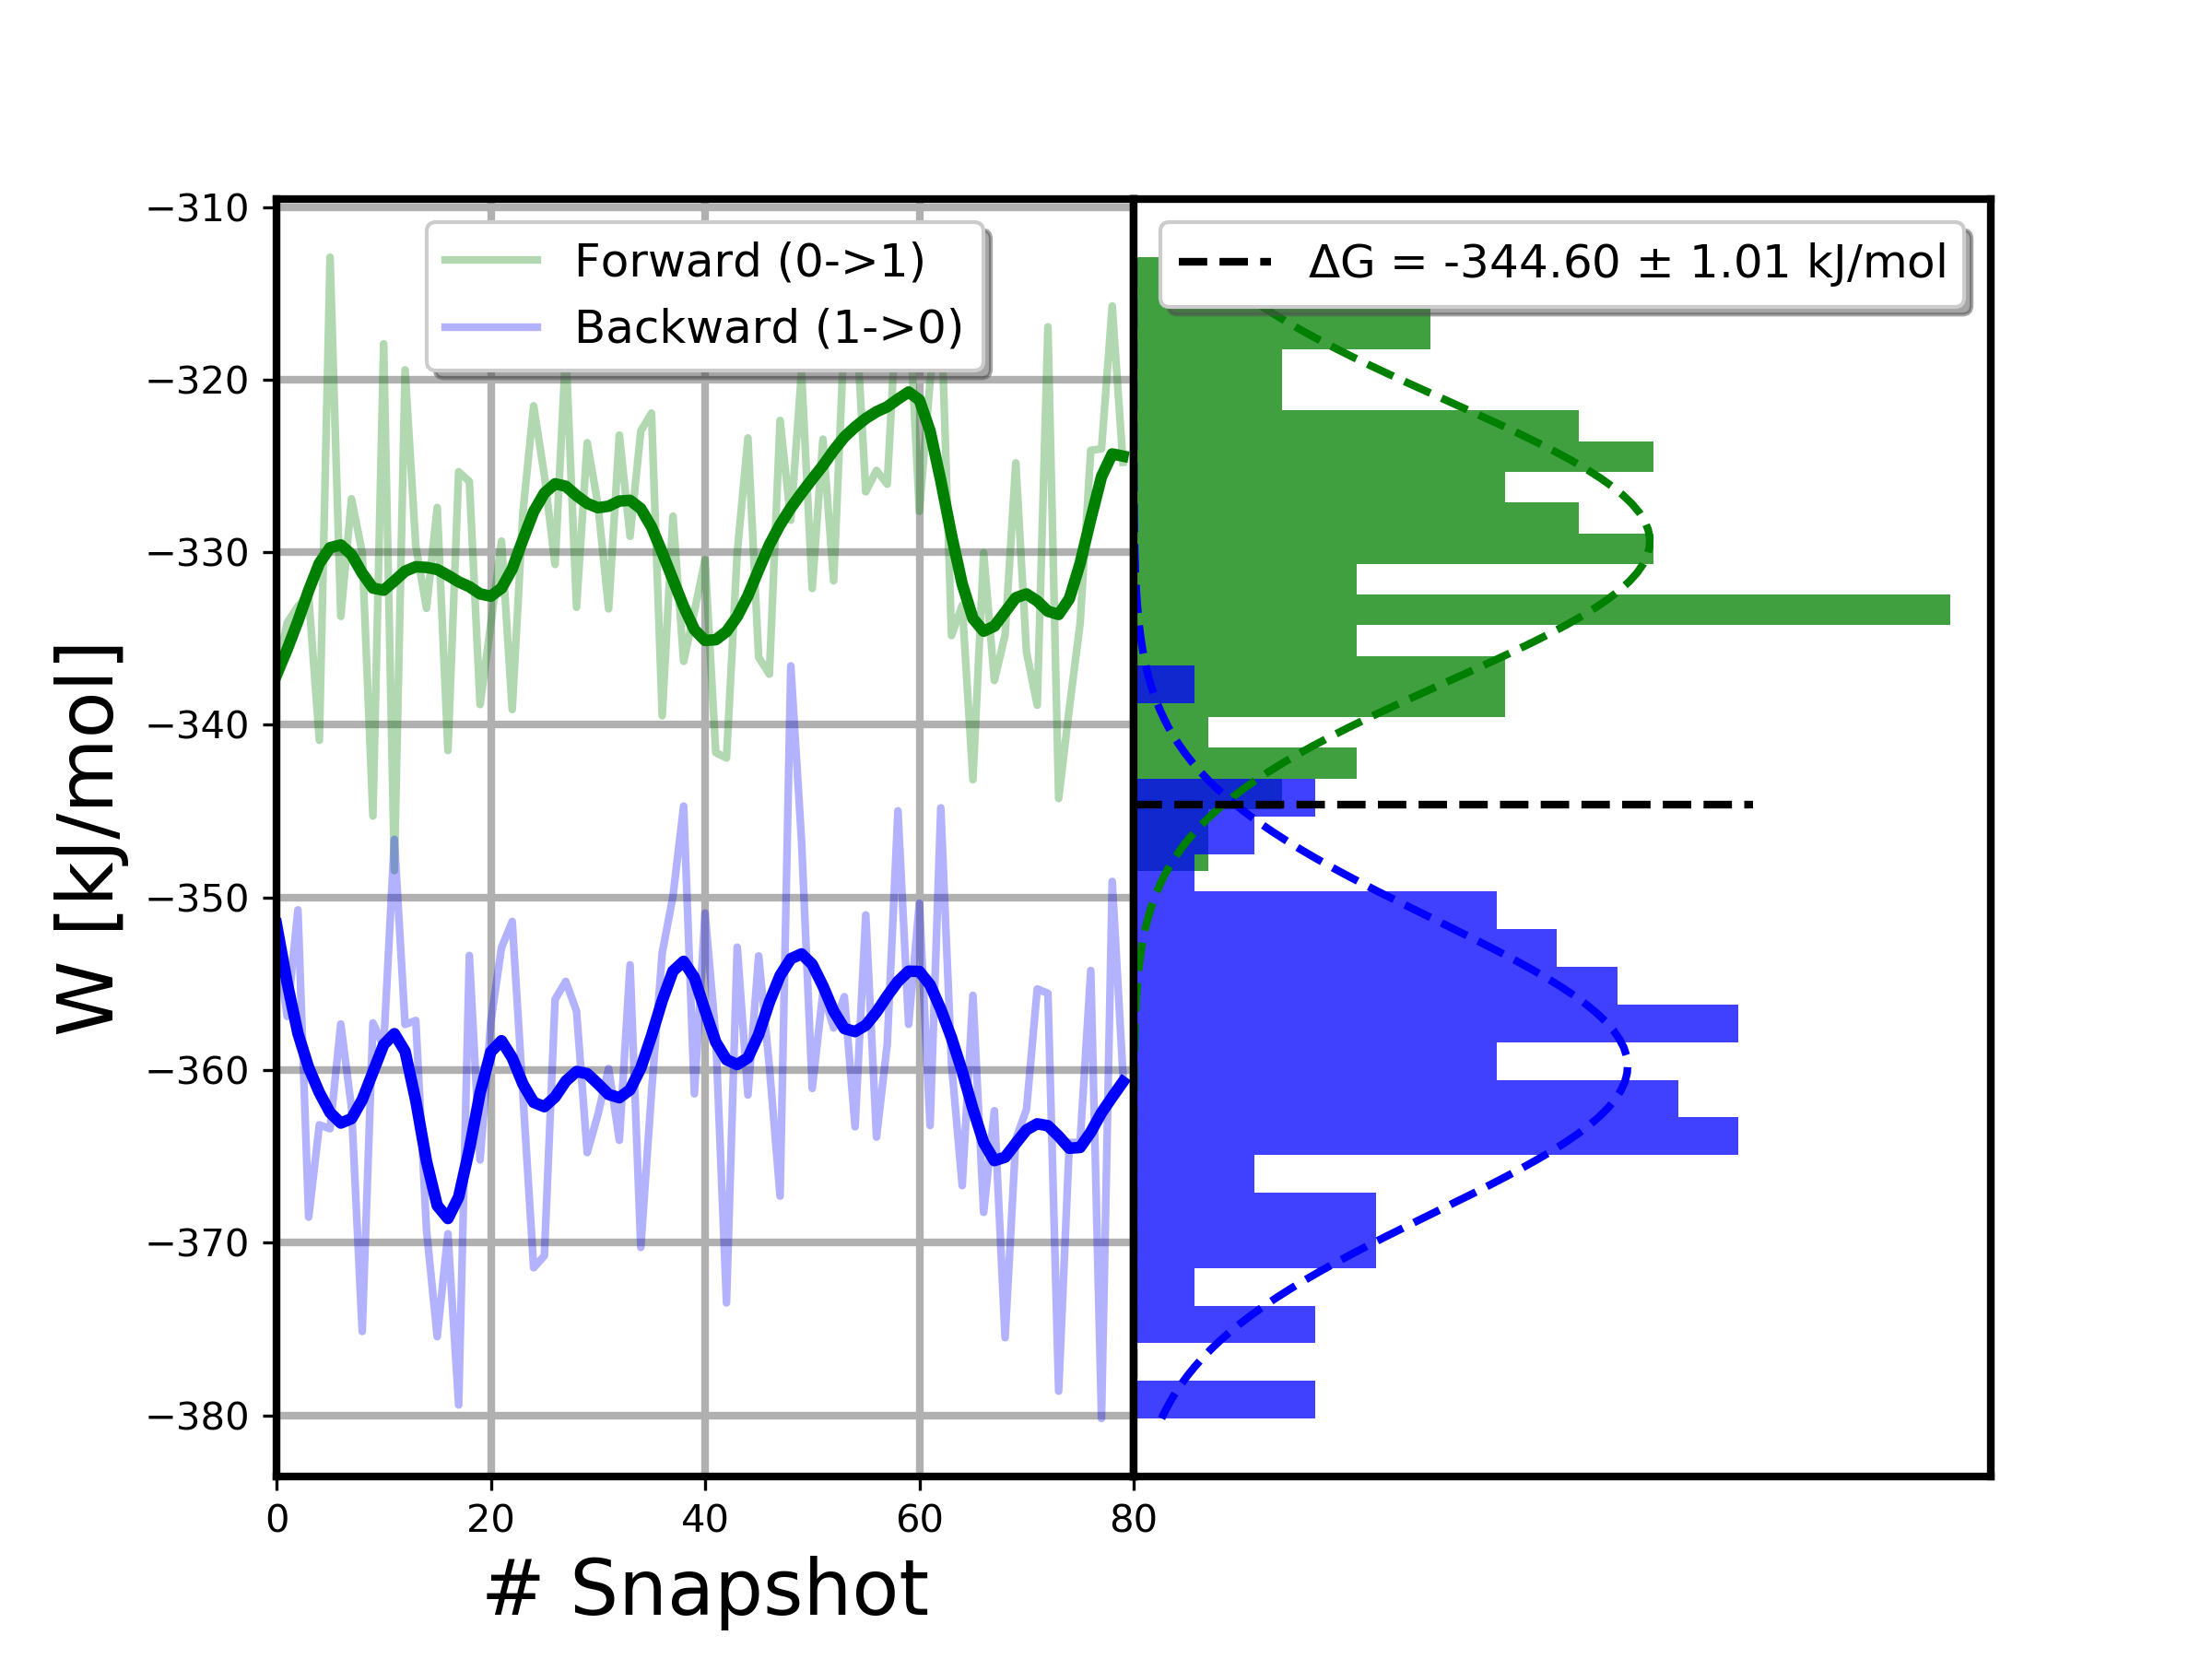 Forward (0->1)
Backward (1->0)
ΔG = -344.60 ± 1.01 kJ/mol
W [kJ/mol]
−310
−320
−330
−340
−350
−360
−370
−380
0 20 40 60 80
# Snapshot